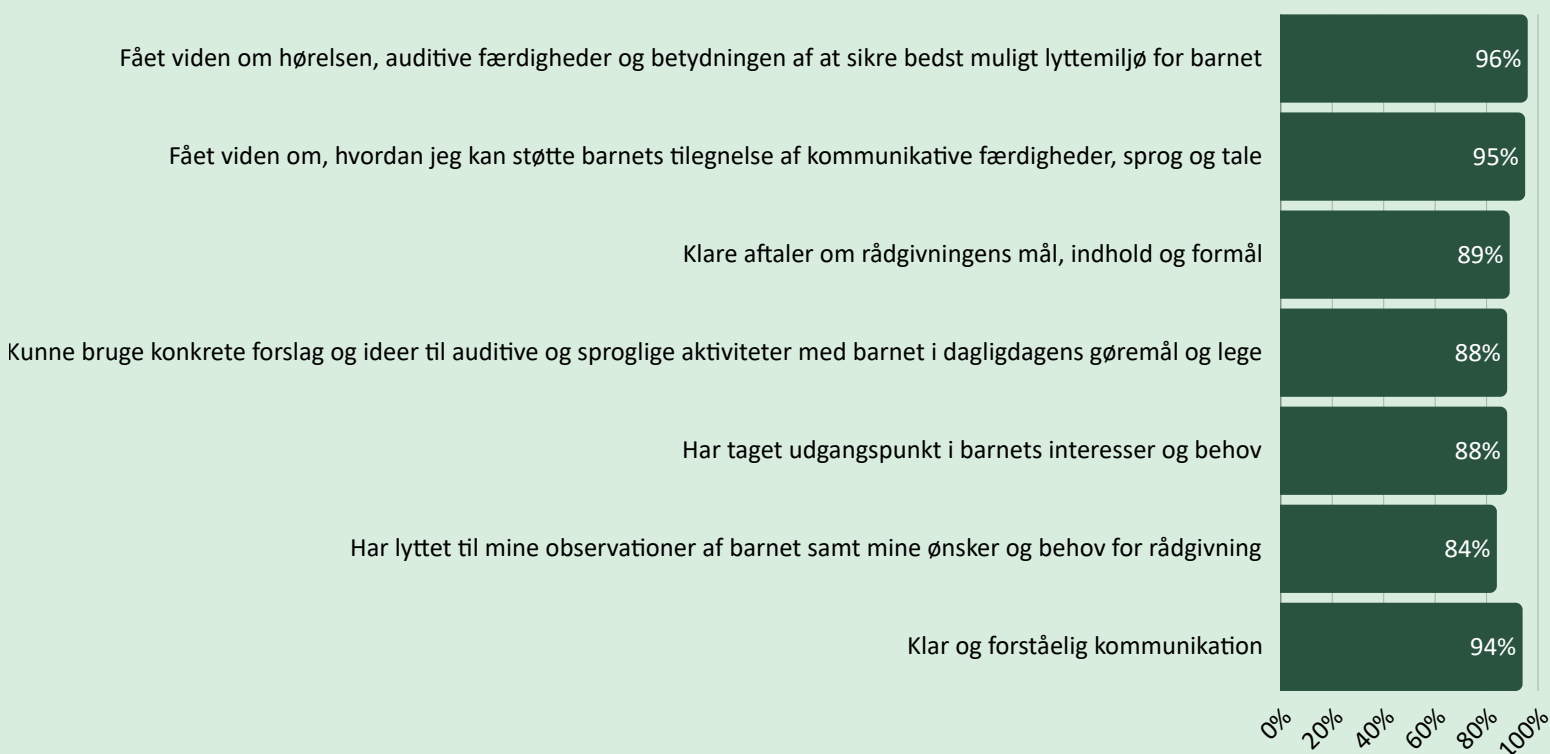 Fået viden om hørelsen, auditive færdigheder og betydningen af at sikre bedst muligt lyttemiljø for barnet
96%
Fået viden om, hvordan jeg kan støtte barnets tilegnelse af kommunikative færdigheder, sprog og tale
95%
Klare aftaler om rådgivningens mål, indhold og formål
89%
Kunne bruge konkrete forslag og ideer til auditive og sproglige aktiviteter med barnet i dagligdagens gøremål og lege
88%
Har taget udgangspunkt i barnets interesser og behov
88%
Har lyttet til mine observationer af barnet samt mine ønsker og behov for rådgivning
84%
Klar og forståelig kommunikation
94%
0% 20% 40% 60% 80% 100%